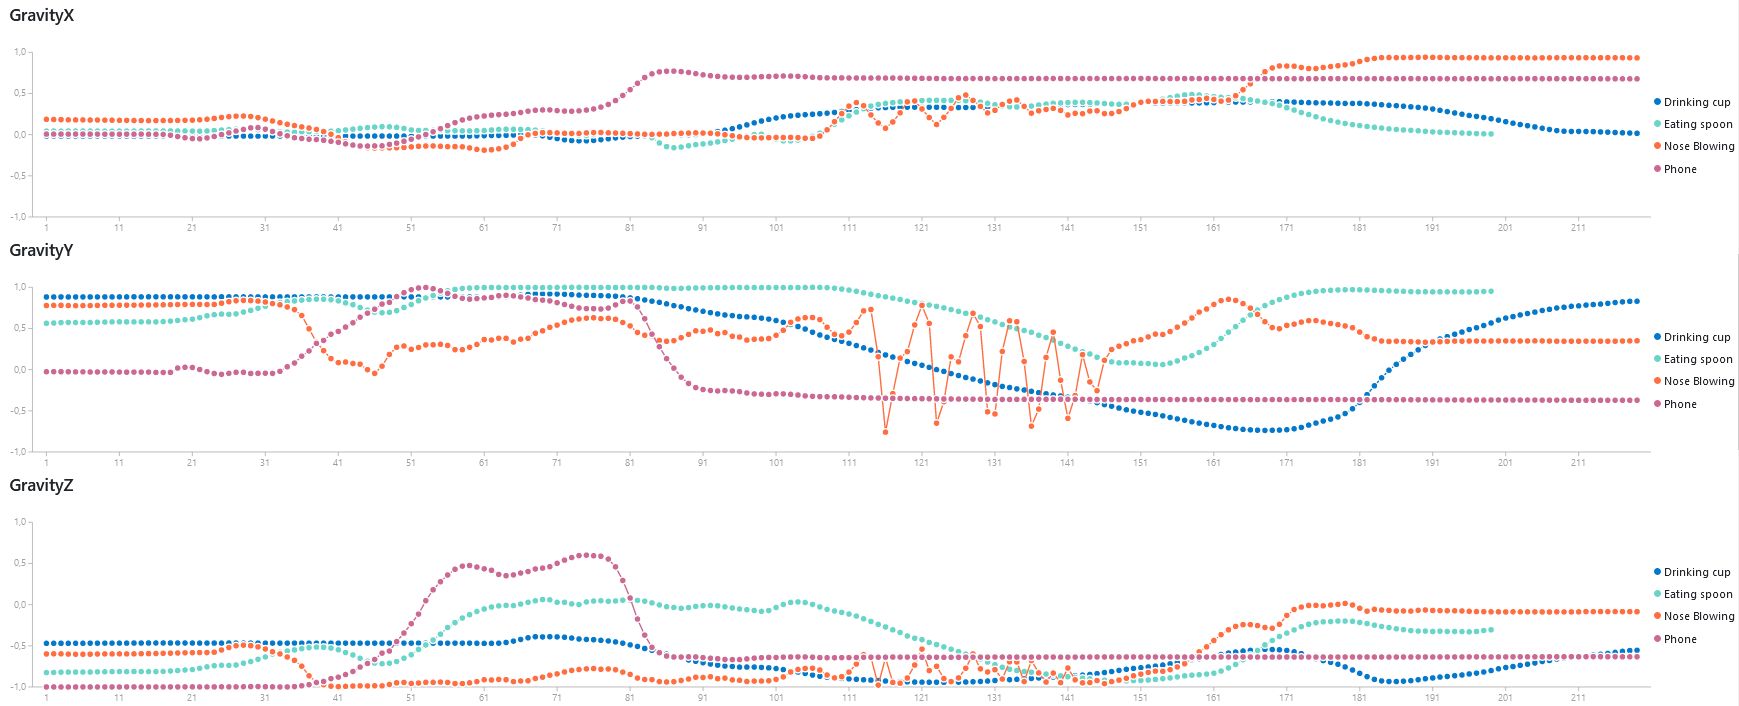 GravityX
1,0
0,5
0,0
-0,5
-1,0
1 11 21 31 41 51 61 71 81 91 101 111 121 131 141 151 161 171 181 191 201 211
Drinking cup
Eating spoon
Nose Blowing
Phone
GravityY
1,0
0,5
0,0
-0,5
-1,0
1 11 21 31 41 51 61 71 81 91 101 111 121 131 141 151 161 171 181 191 201 211
Drinking cup
Eating spoon
Nose Blowing
Phone
GravityZ
1,0
0,5
0,0
-0,5
-1,0
1 11 21 31 41 51 61 71 81 91 101 111 121 131 141 151 161 171 181 191 201 211
Drinking cup
Eating spoon
Nose Blowing
Phone